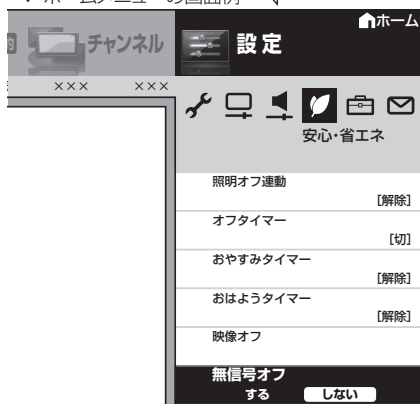 ホーム
チャンネル
設定
×××
×××
安心・省エネ
照明オフ連動
[解除]
オフタイマー
[切]
おやすみタイマー
[解除]
おはようタイマー
[解除]
映像オフ
無信号オフ
する しない